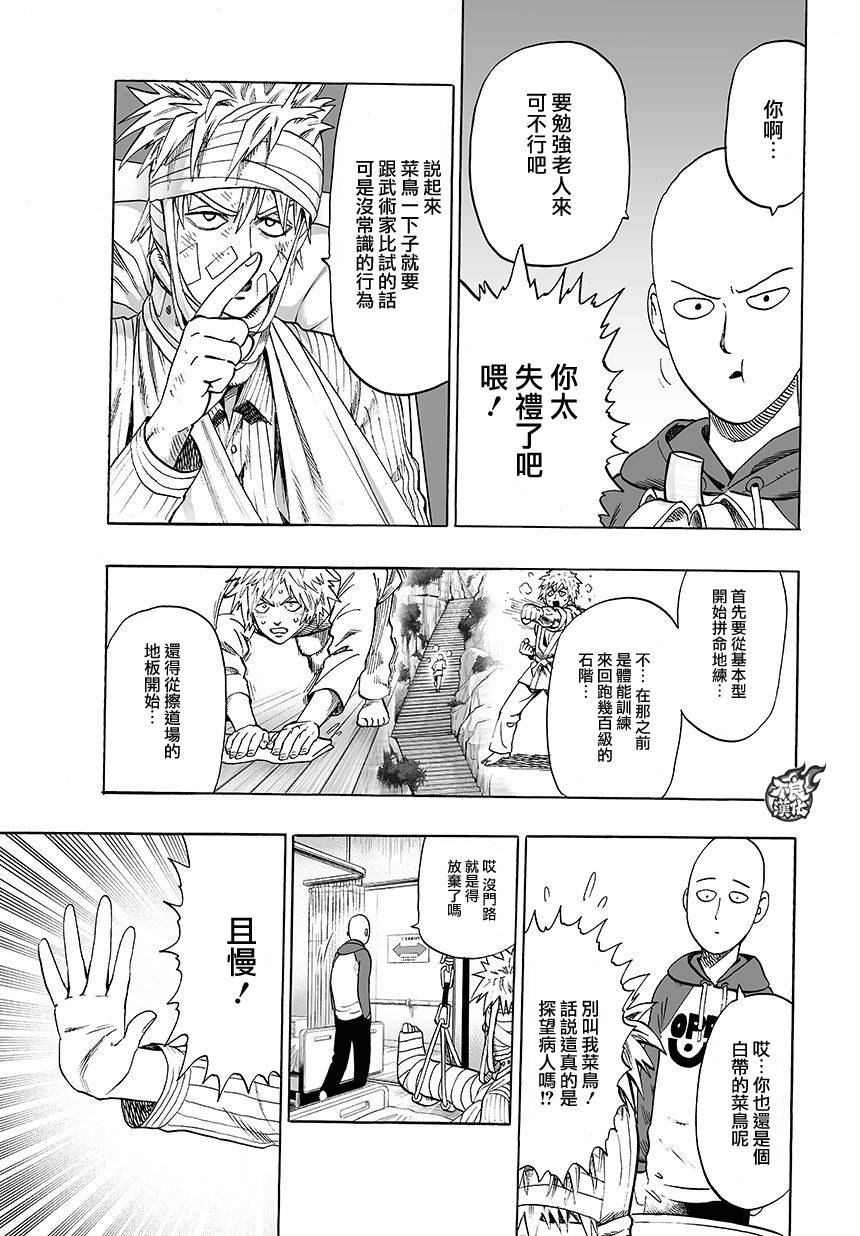 你啊…
要勉強老人來
可不行吧
你太
失禮了吧
喂！
說起來
菜鳥一下子就要
跟武術家比試的話
可是沒常識的行為
首先要從基本型
開始拼命地練…
不…在那之前
是體能訓練
來回跑幾百級的
石階…
還得從擦道場的
地板開始…
不良
漢化
哎…你也還是個
白帶的菜鳥呢
OPPA
別叫我菜鳥！
話說這真的是
探望病人嗎!?
哎 沒門路
就是得
放棄了嗎
且慢！